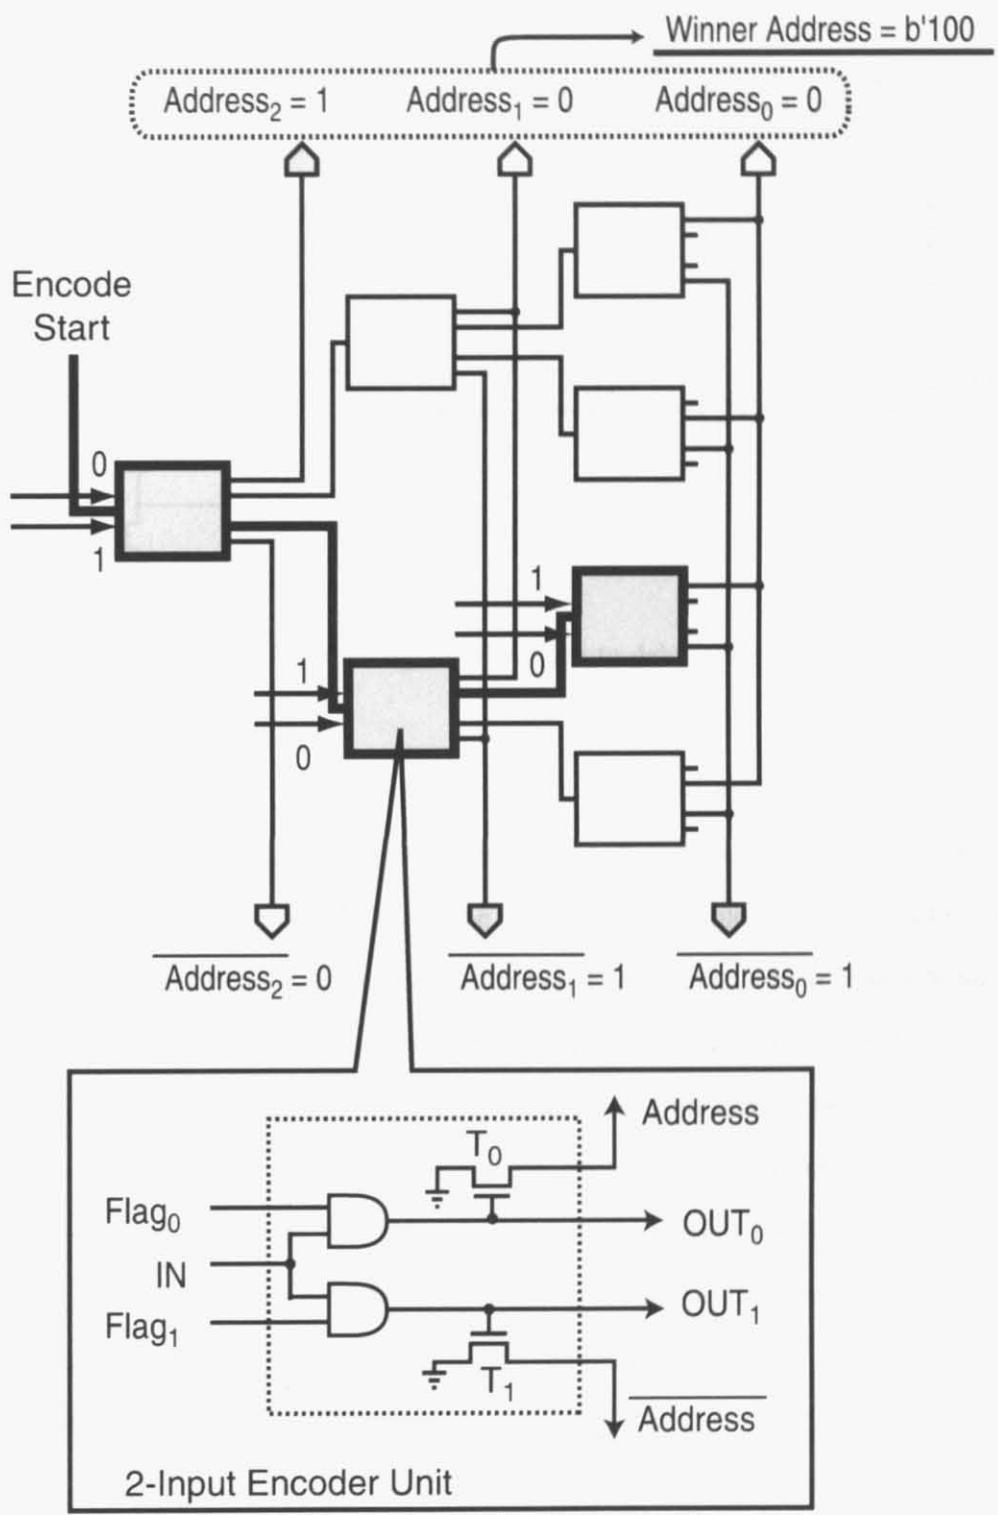 Winner Address = b'100
Address₂ = 1 Address₁ = 0 Address₀ = 0
Encode
Start
0
1
1
0
1
0
Address₂ = 0 Address₁ = 1 Address₀ = 1
Address
T₀
Flag₀
OUT₀
IN
OUT₁
Flag₁
T₁
Address
2-Input Encoder Unit